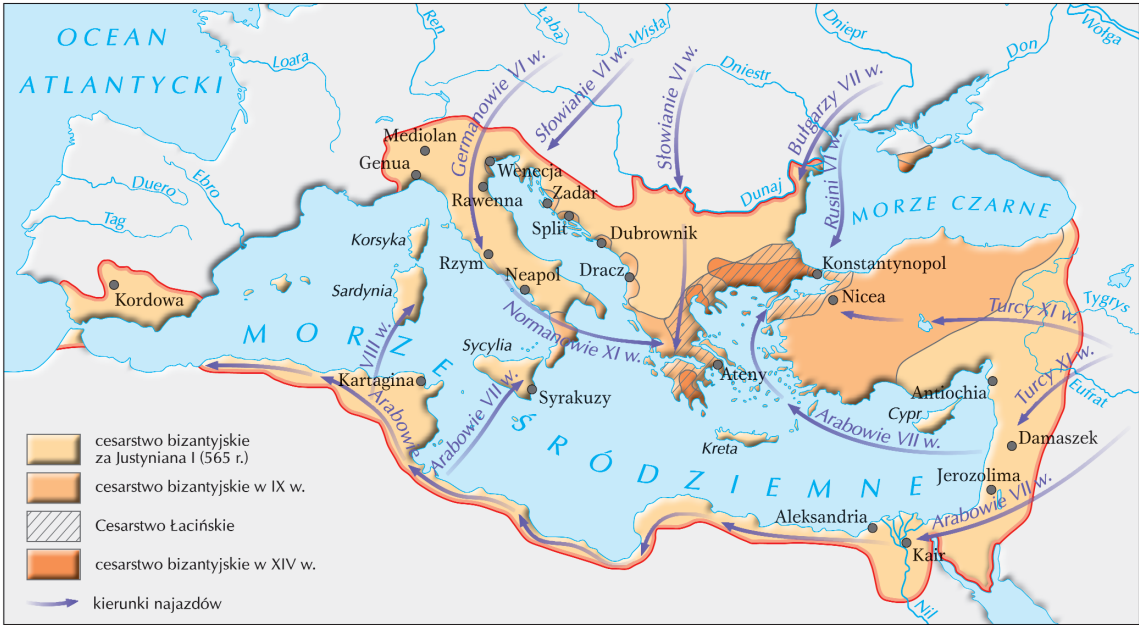 OCEAN
ATLANTYCKI
Loara
Ren
Łaba
Wisła
Dniepr
Dniestr
Don
Wołga
Germanowie VI w.
Słowianie VI w.
Słowianie VI w.
Bułgarzy VII w.
Rusini VI w.
Mediolan
Genua
Wenecja
Rawenna
Zadar
Split
Dubrownik
Dunaj
MORZE CZARNE
Duero
Ebro
Tag
Korsyka
Rzym
Neapol
Dracz
Konstantynopol
Nicea
Kordowa
Sardynia
Turcy XI w.
Tygrys
MORZE ŚRÓDZIEMNE
Normanowie XI w.
VIII w.
Sycylia
Kartagina
Syrakuzy
Ateny
Antiochia
Turcy XI w.
Eufrat
Cypr
Arabowie
Arabowie VII w.
Arabowie VII w.
Kreta
Damaszek
Jerozolima
Arabowie VII w.
Aleksandria
Kair
Nil
cesarstwo bizantyjskie
za Justyniana I (565 r.)
cesarstwo bizantyjskie w IX w.
Cesarstwo Łacińskie
cesarstwo bizantyjskie w XIV w.
kierunki najazdów